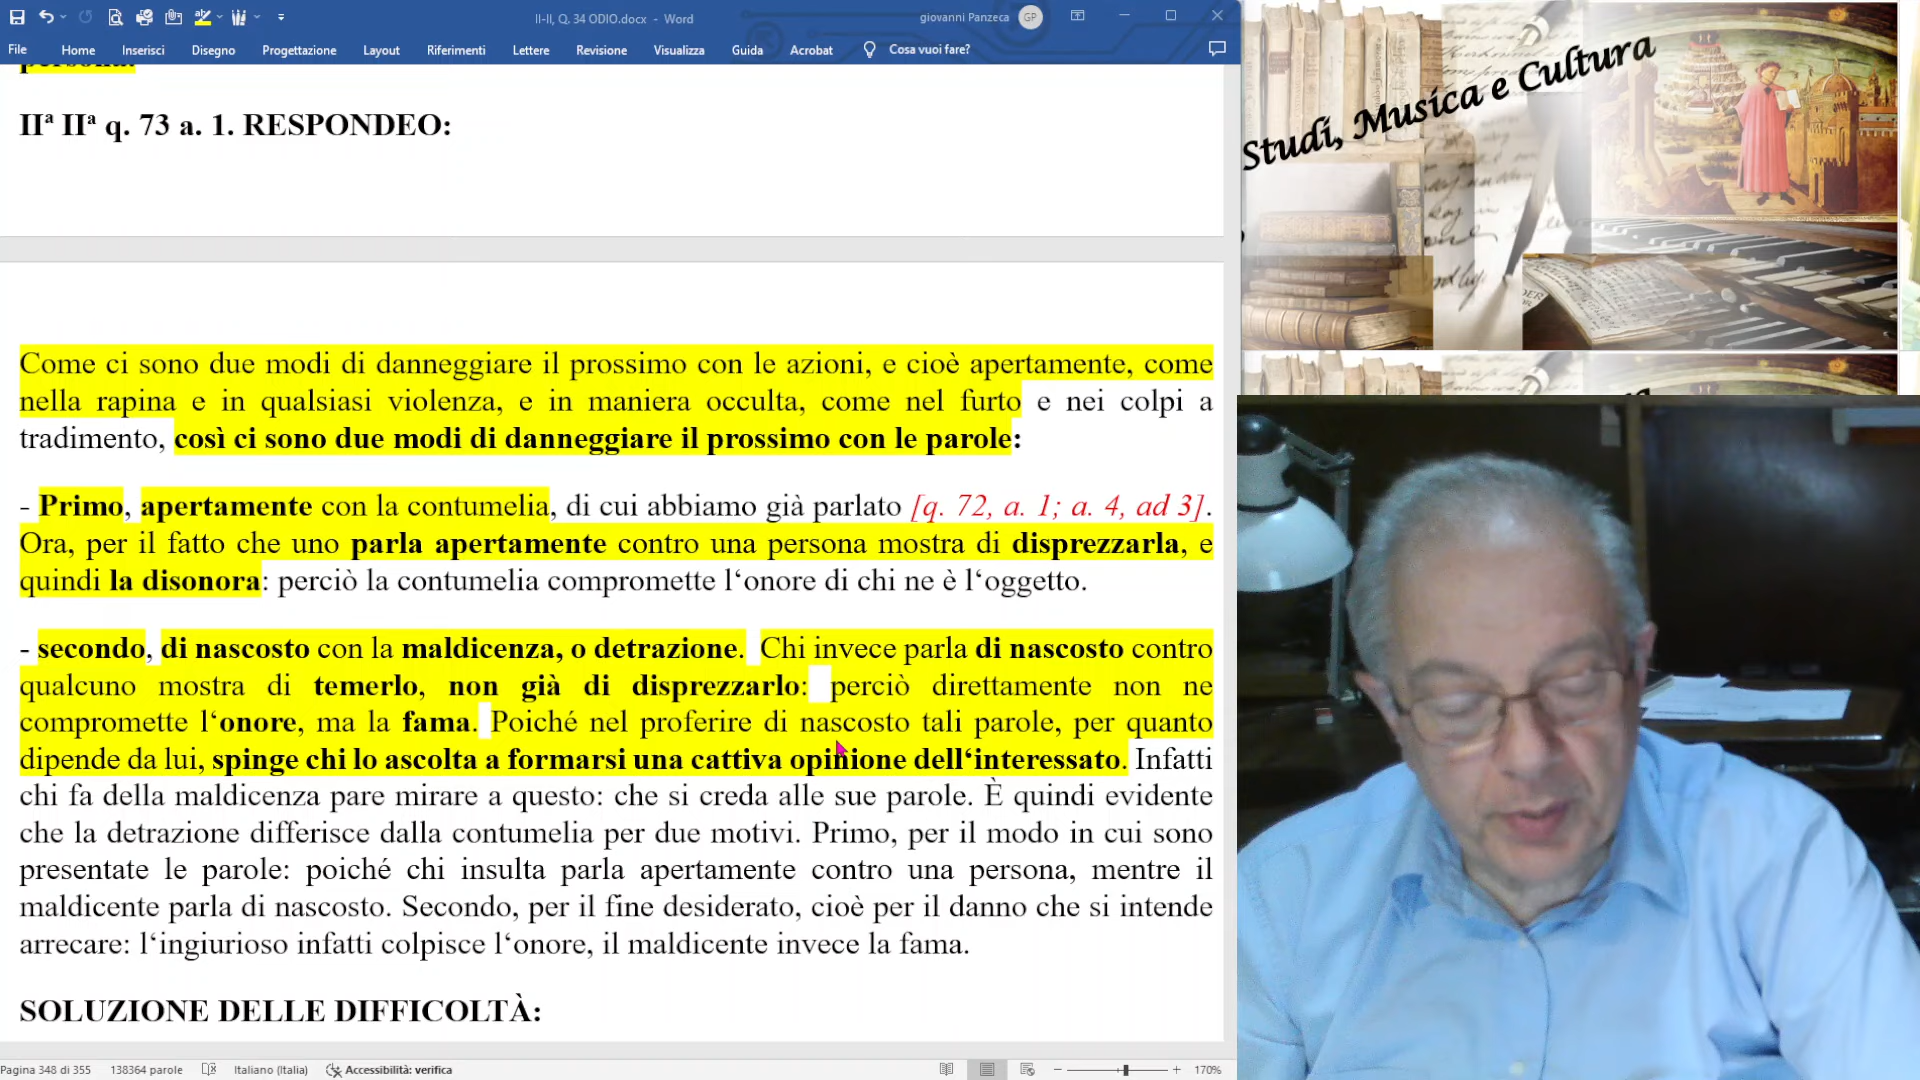 II-II, Q. 34 ODIO.docx - Word
giovanni Panzeca
GP
File Home Inserisci Disegno Progettazione Layout Riferimenti Lettere Revisione Visualizza Guida Acrobat Cosa vuoi fare?
persona.
IIª IIª q. 73 a. 1. RESPONDEO:
Come ci sono due modi di danneggiare il prossimo con le azioni, e cioè apertamente, come
nella rapina e in qualsiasi violenza, e in maniera occulta, come nel furto e nei colpi a
tradimento, così ci sono due modi di danneggiare il prossimo con le parole:
- Primo, apertamente con la contumelia, di cui abbiamo già parlato [q. 72, a. 1; a. 4, ad 3].
Ora, per il fatto che uno parla apertamente contro una persona mostra di disprezzarla, e
quindi la disonora: perciò la contumelia compromette l‘onore di chi ne è l‘oggetto.
- secondo, di nascosto con la maldicenza, o detrazione. Chi invece parla di nascosto contro
qualcuno mostra di temerlo, non già di disprezzarlo: perciò direttamente non ne
compromette l‘onore, ma la fama. Poiché nel proferire di nascosto tali parole, per quanto
dipende da lui, spinge chi lo ascolta a formarsi una cattiva opinione dell‘interessato. Infatti
chi fa della maldicenza pare mirare a questo: che si creda alle sue parole. È quindi evidente
che la detrazione differisce dalla contumelia per due motivi. Primo, per il modo in cui sono
presentate le parole: poiché chi insulta parla apertamente contro una persona, mentre il
maldicente parla di nascosto. Secondo, per il fine desiderato, cioè per il danno che si intende
arrecare: l‘ingiurioso infatti colpisce l‘onore, il maldicente invece la fama.
SOLUZIONE DELLE DIFFICOLTÀ:
Pagina 348 di 355 138364 parole Italiano (Italia) Accessibilità: verifica 170%
Studi, Musica e Cultura